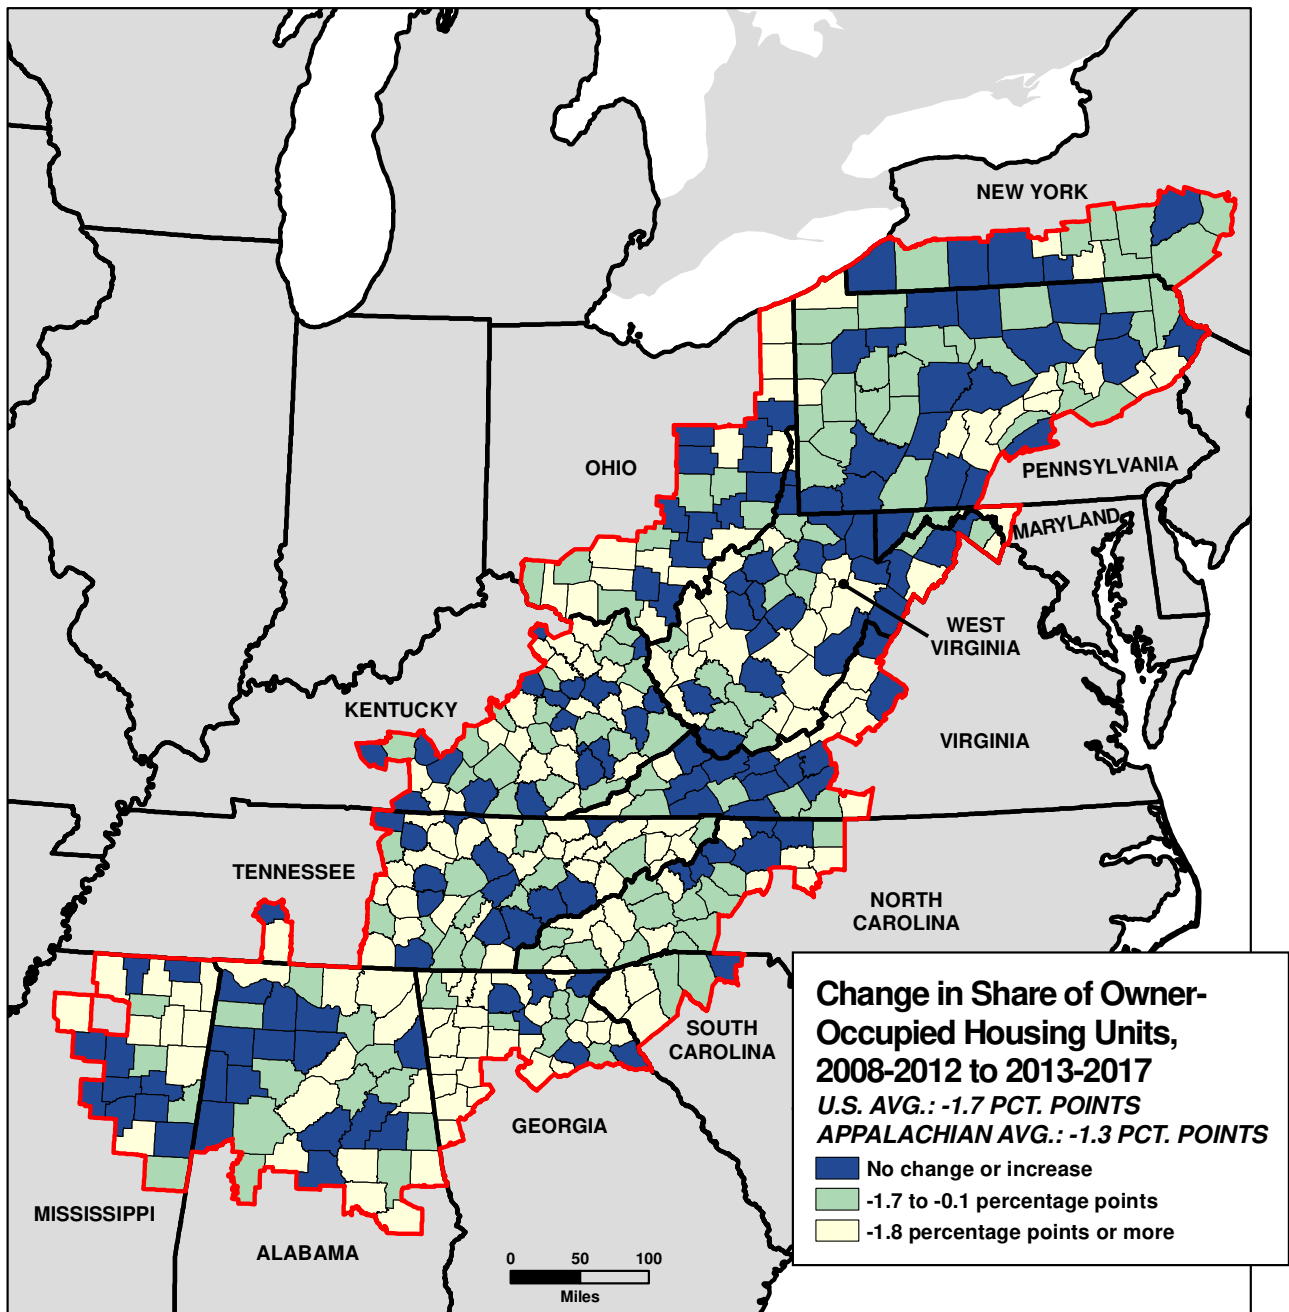 NEW YORK
OHIO
PENNSYLVANIA
MARYLAND
WEST
VIRGINIA
KENTUCKY
VIRGINIA
TENNESSEE
NORTH
CAROLINA
SOUTH
CAROLINA
GEORGIA
MISSISSIPPI
ALABAMA
Change in Share of Owner-
Occupied Housing Units,
2008-2012 to 2013-2017
U.S. AVG.: -1.7 PCT. POINTS
APPALACHIAN AVG.: -1.3 PCT. POINTS
No change or increase
-1.7 to -0.1 percentage points
-1.8 percentage points or more
0 50 100
Miles